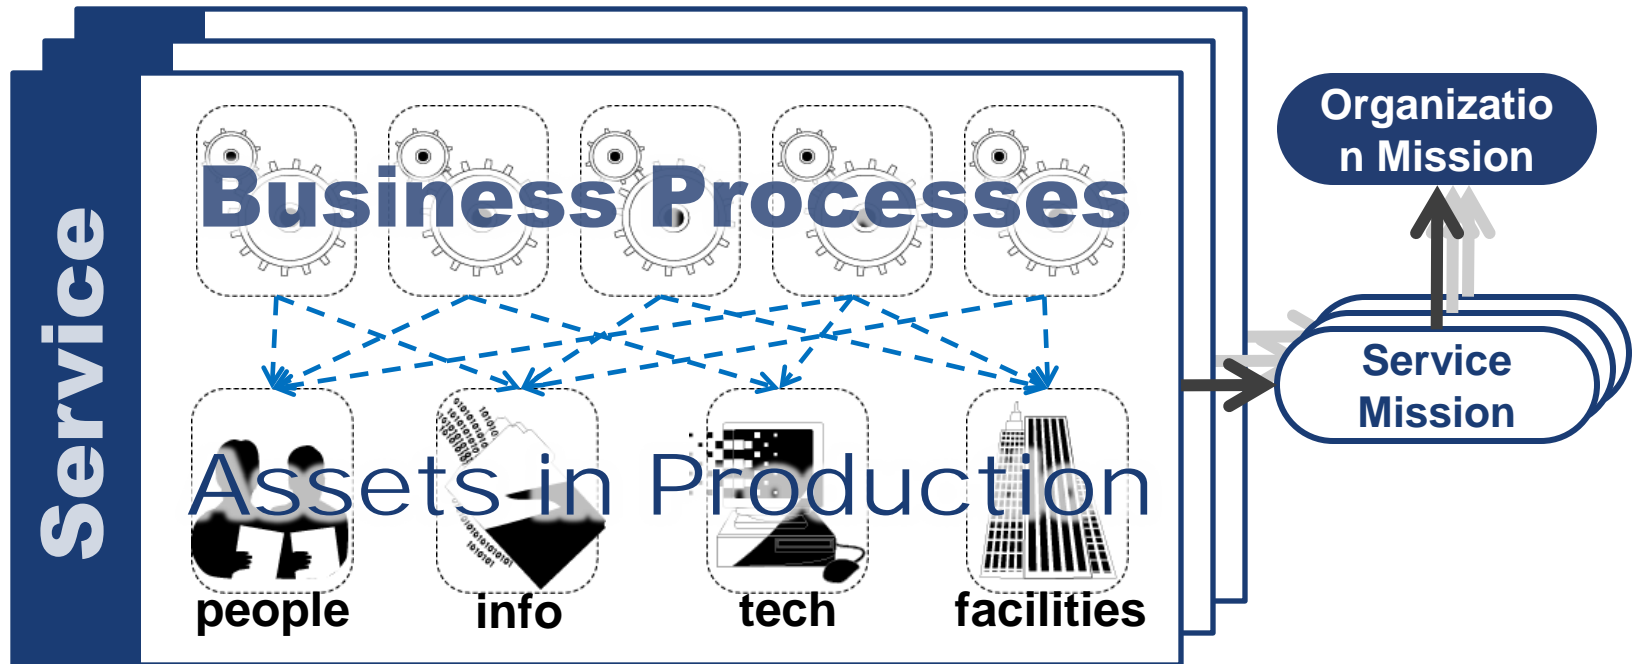 Service
Business Processes
Assets in Production
people
info
tech
facilities
Organizatio
n Mission
Service
Mission